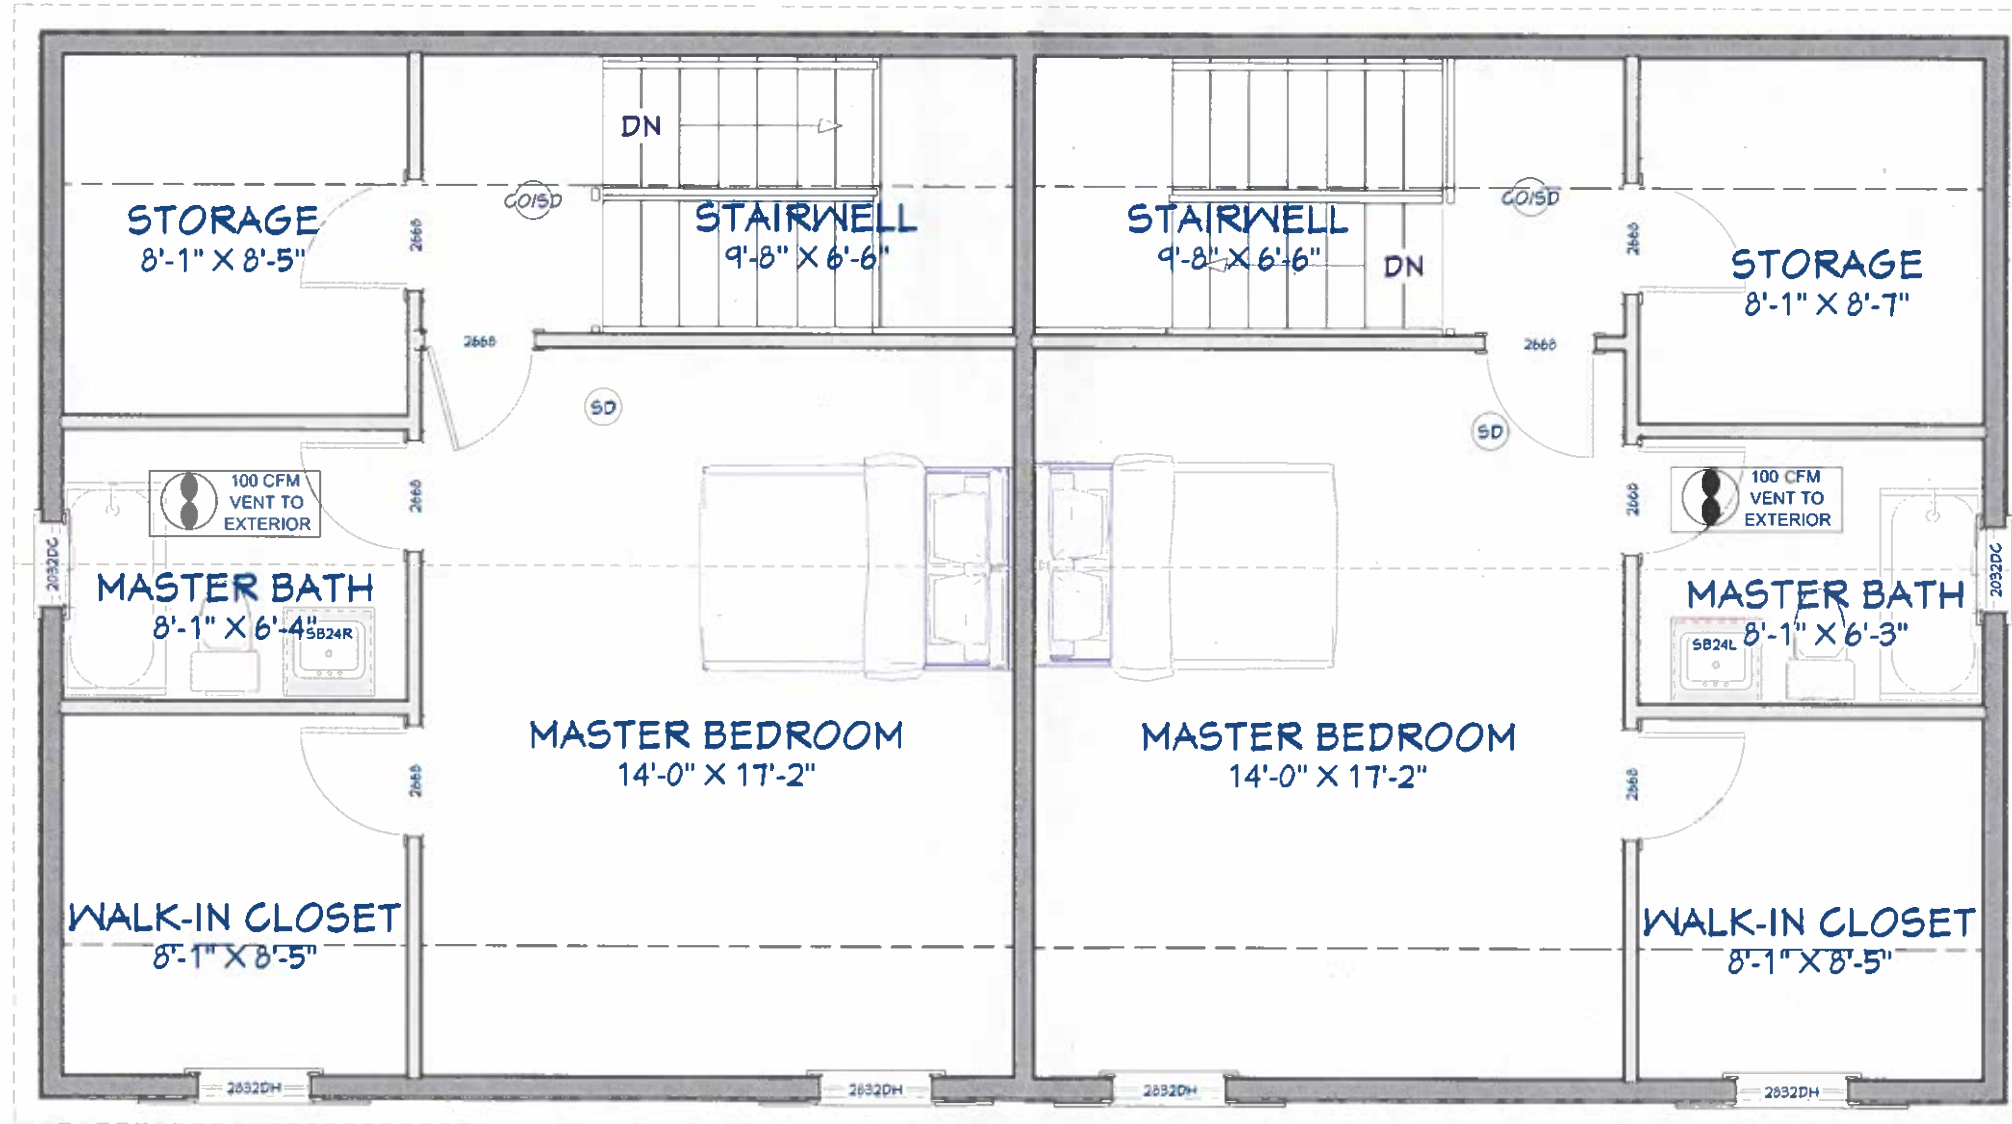 DN
STORAGE
8'-1" X 8'-5"
2668
CO/SD
STAIRWELL
9'-8" X 6'-6"
STAIRWELL
9'-8" X 6'-6"
DN
CO/SD
2668
STORAGE
8'-1" X 8'-7"
2668
2668
SD
SD
100 CFM
VENT TO
EXTERIOR
2668
2668
100 CFM
VENT TO
EXTERIOR
2032DC
MASTER BATH
8'-1" X 6'-4"
SB24R
MASTER BATH
8'-1" X 6'-3"
SB24L
2032DC
MASTER BEDROOM
14'-0" X 17'-2"
MASTER BEDROOM
14'-0" X 17'-2"
2668
2668
WALK-IN CLOSET
8'-1" X 8'-5"
WALK-IN CLOSET
8'-1" X 8'-5"
2832DH
2832DH
2832DH
2832DH